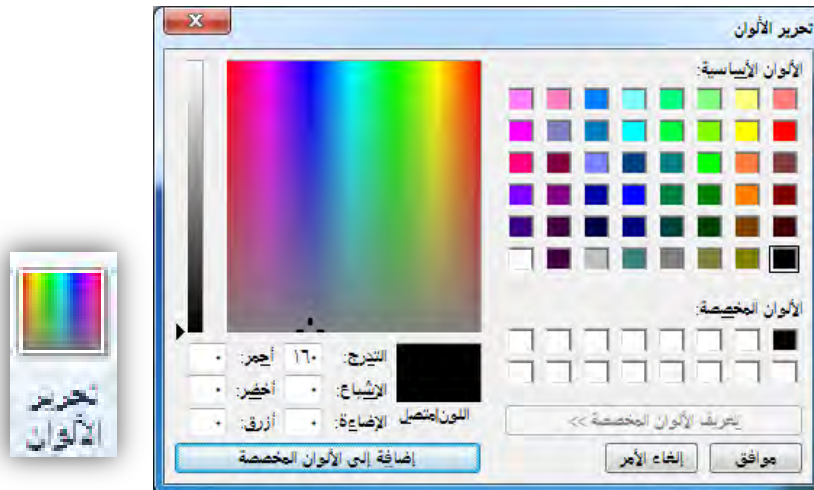 تحرير الألوان
الألوان الأساسية:
الألوان المخصصة:
التدرج: ١٦٠ أحمر: ٠
الإشباع: ٠ أخضر: ٠
اللون|متصل الإضاءة: ٠ أزرق: ٠
تعريف الألوان المخصصة >>
موافق إلغاء الأمر
إضافة إلى الألوان المخصصة
تحرير
الألوان